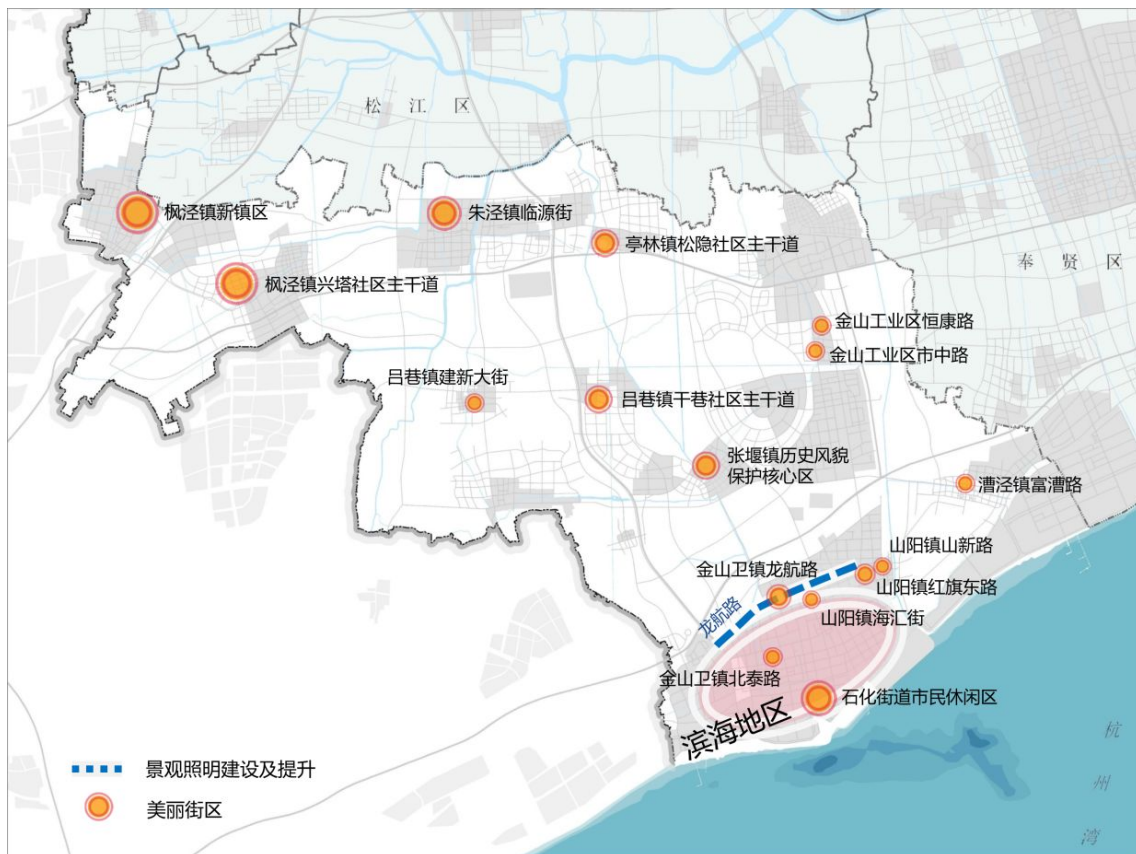 松江区
枫泾镇新镇区
朱泾镇临源街
亭林镇松隐社区主干道
奉贤区
枫泾镇兴塔社区主干道
金山工业区恒康路
金山工业区市中路
吕巷镇建新大街
吕巷镇干巷社区主干道
张堰镇历史风貌
保护核心区
漕泾镇富漕路
山阳镇山新路
金山卫镇龙航路
山阳镇红旗东路
龙航路
山阳镇海汇街
金山卫镇北泰路
石化街道市民休闲区
滨海地区
杭州湾
景观照明建设及提升
美丽街区